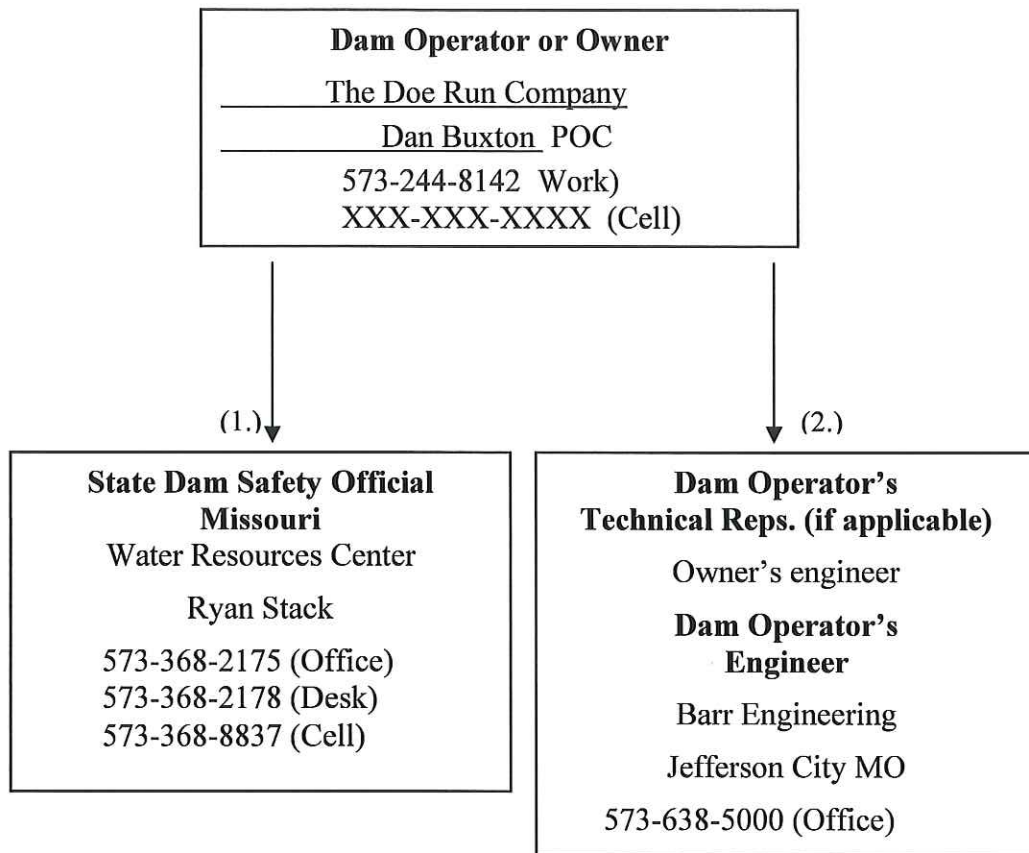 Dam Operator or Owner
The Doe Run Company
Dan Buxton POC
573-244-8142 Work)
XXX-XXX-XXXX (Cell)
(1.)
(2.)
State Dam Safety Official
Missouri
Water Resources Center
Ryan Stack
573-368-2175 (Office)
573-368-2178 (Desk)
573-368-8837 (Cell)
Dam Operator’s
Technical Reps. (if applicable)
Owner’s engineer
Dam Operator’s
Engineer
Barr Engineering
Jefferson City MO
573-638-5000 (Office)